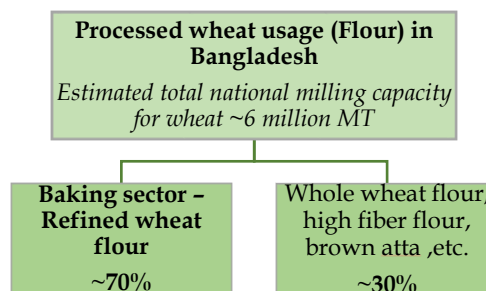 Processed wheat usage (Flour) in
Bangladesh
Estimated total national milling capacity
for wheat ~6 million MT
Baking sector –
Refined wheat
flour
~70%
Whole wheat flour,
high fiber flour,
brown atta ,etc.
~30%